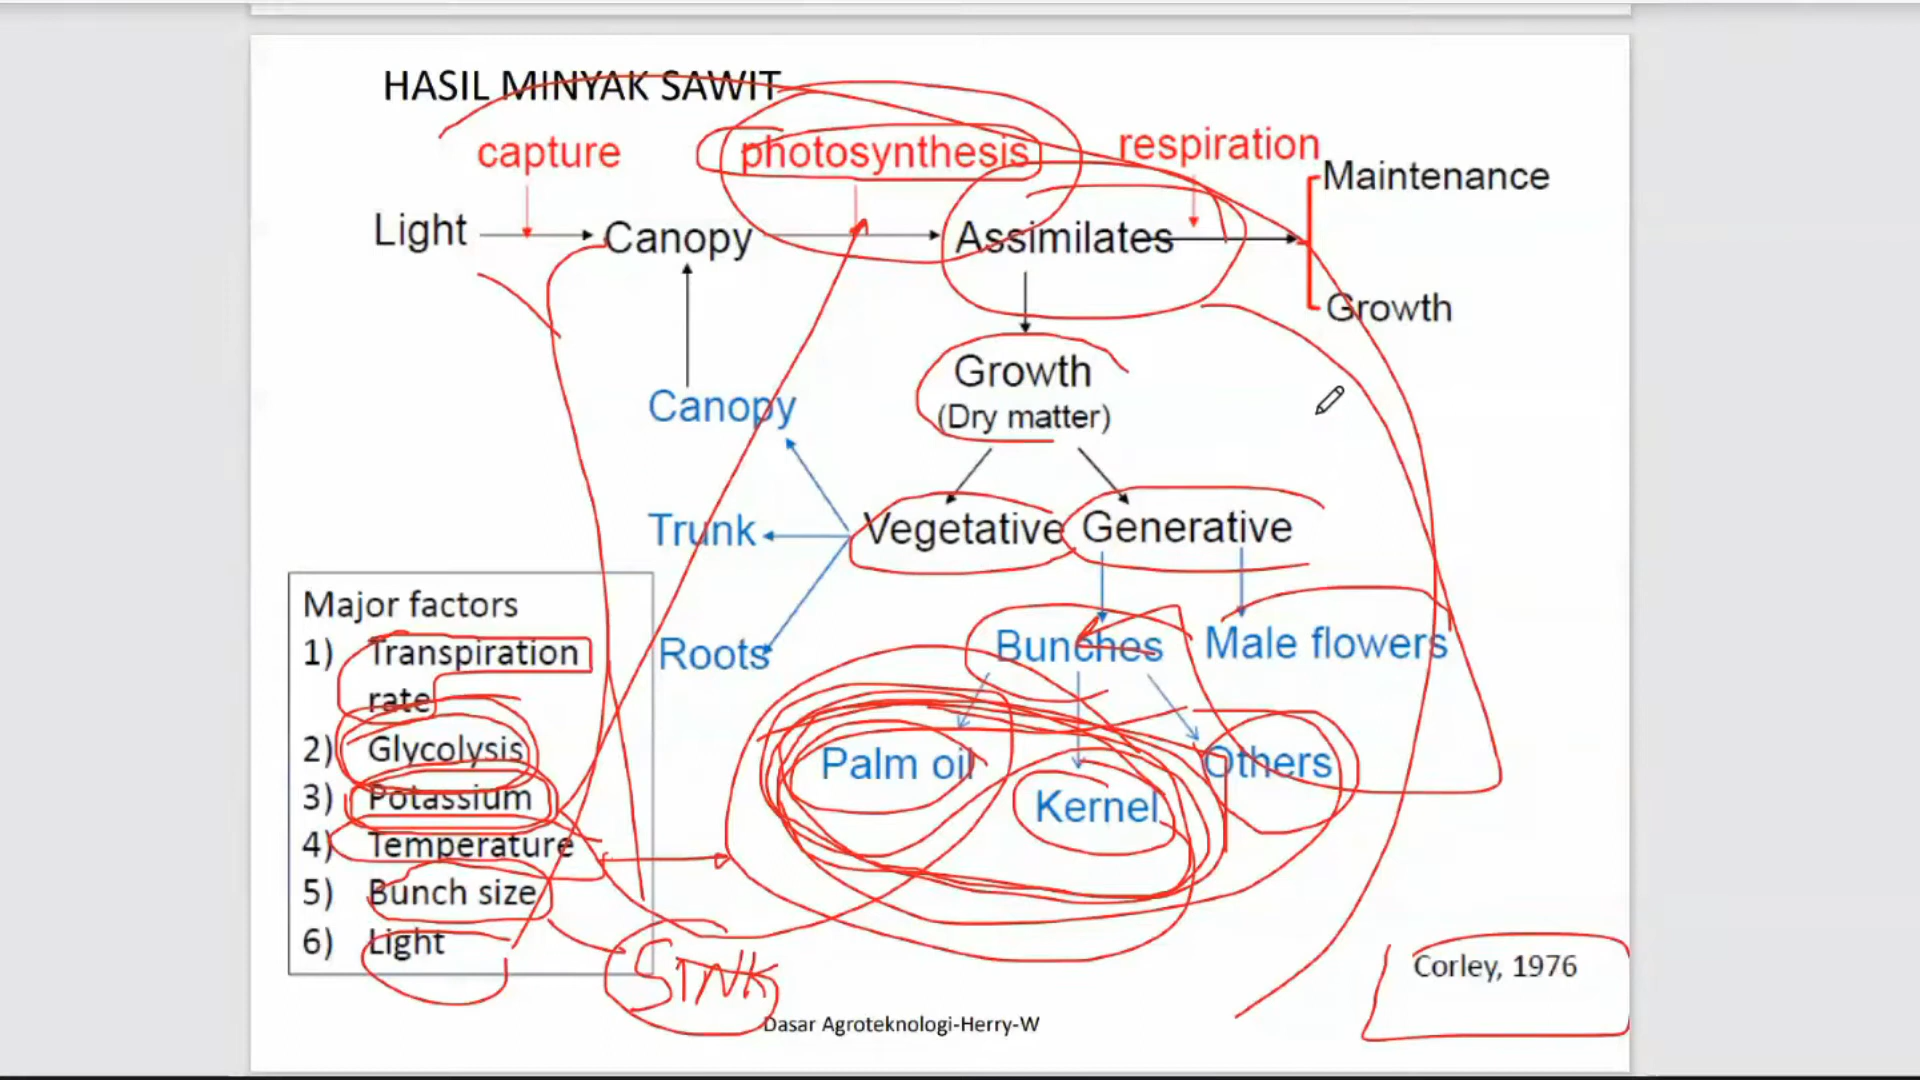 HASIL MINYAK SAWIT
capture
photosynthesis
respiration
Maintenance
Light
Canopy
Assimilates
Growth
Growth
(Dry matter)
Canopy
Trunk
Vegetative
Generative
Roots
Bunches
Male flowers
Palm oil
Kernel
Others
Major factors
1) Transpiration
rate
2) Glycolysis
3) Potassium
4) Temperature
5) Bunch size
6) Light
SINK
Corley, 1976
Dasar Agroteknologi-Herry-W